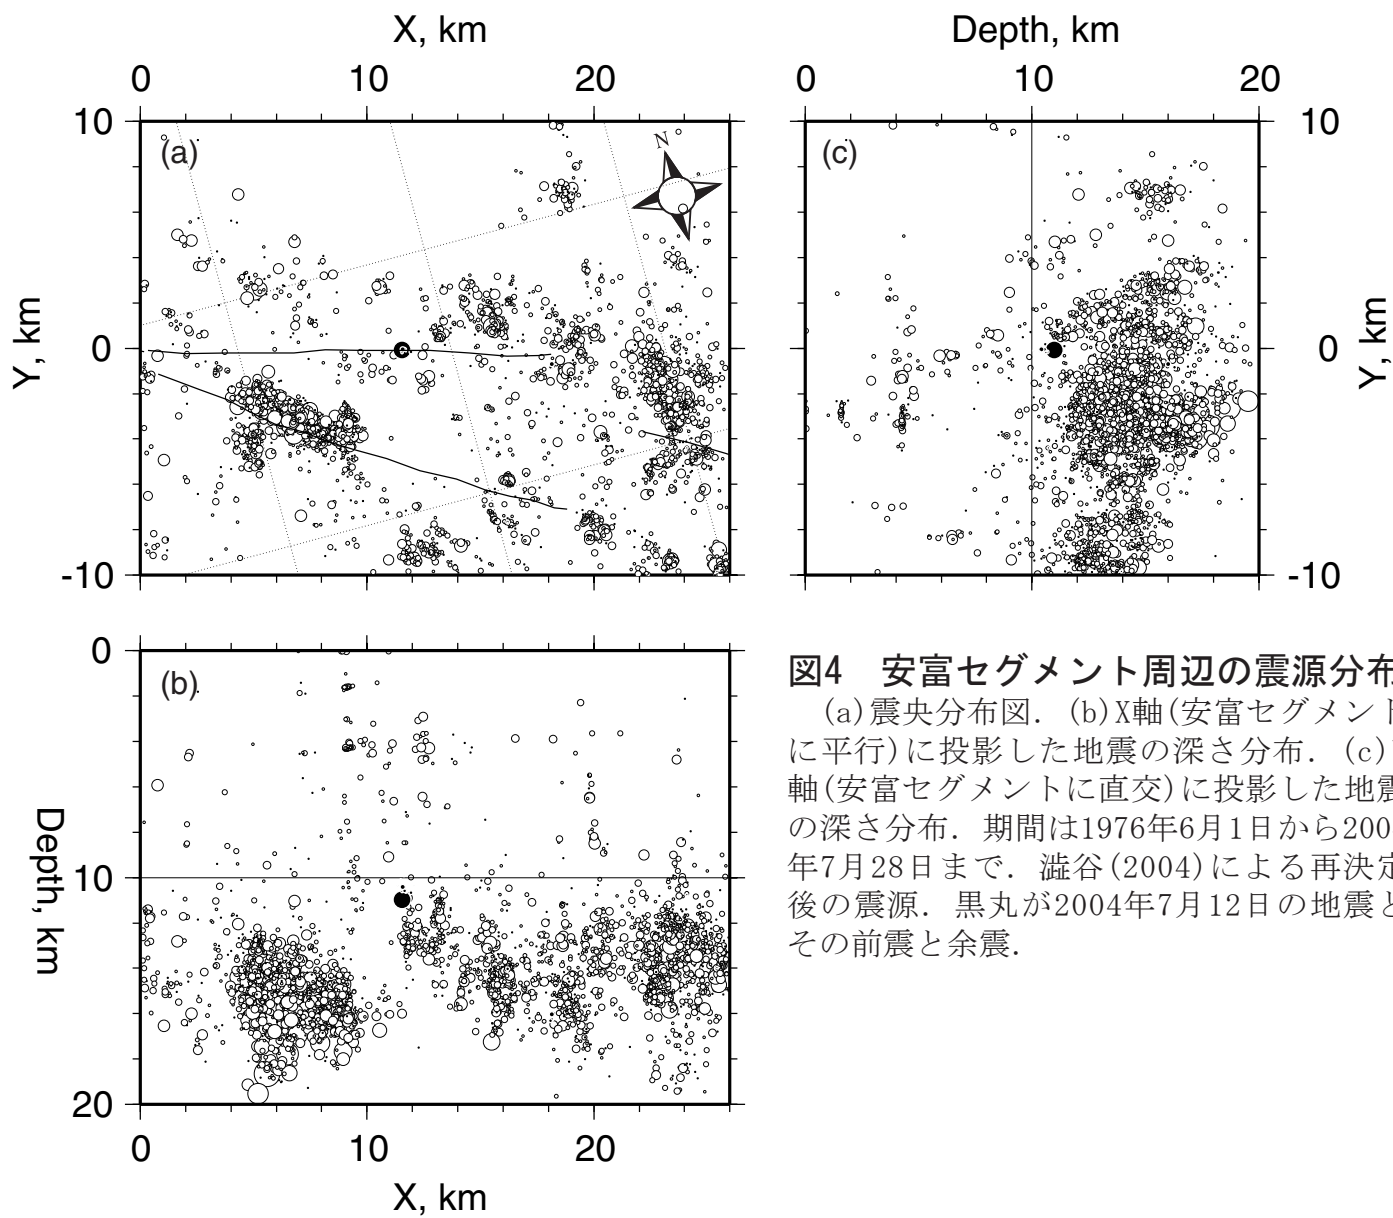 X, km
Depth, km
0
10
20
0
10
20
10
0
-10
Y, km
(a)
N
(c)
10
0
-10
Y, km
0
10
20
Depth, km
(b)
0
10
20
X, km
図4 安富セグメント周辺の震源分布
(a)震央分布図．(b)X軸(安富セグメント
に平行)に投影した地震の深さ分布．(c)
軸(安富セグメントに直交)に投影した地震
の深さ分布．期間は1976年6月1日から200
年7月28日まで．澁谷(2004)による再決定
後の震源．黒丸が2004年7月12日の地震と
その前震と余震．